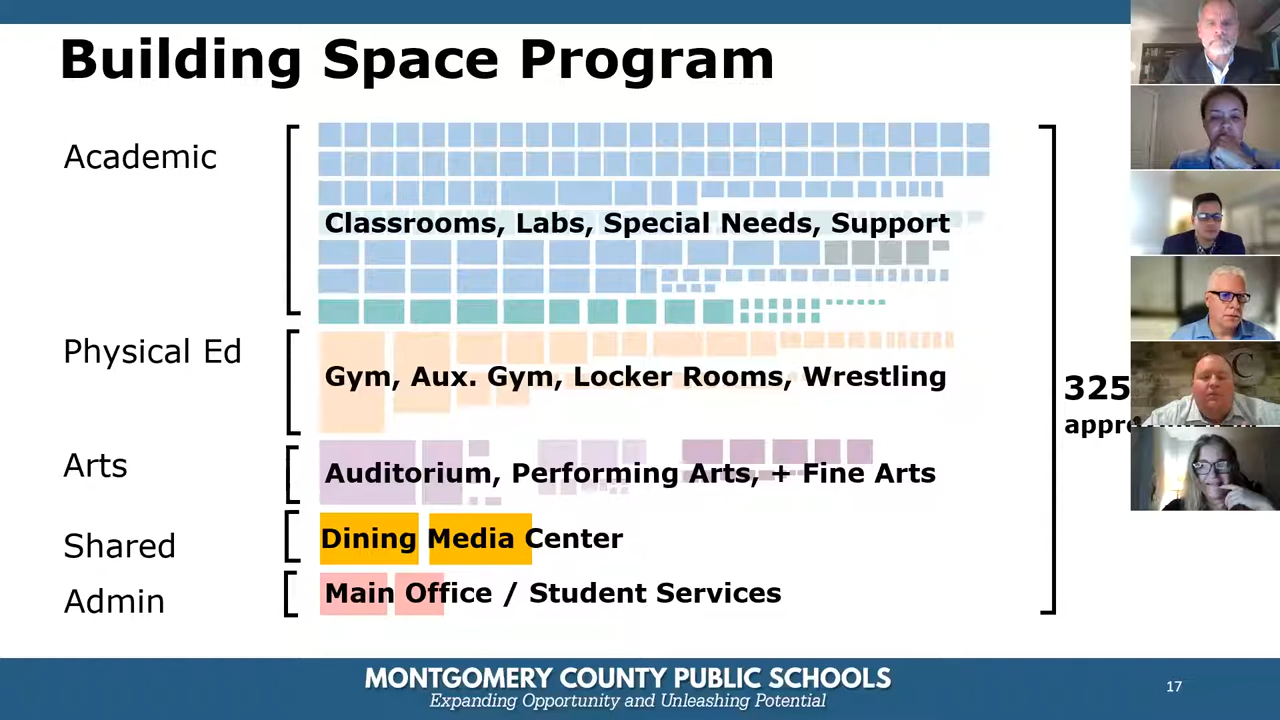 Building Space Program
Academic
Classrooms, Labs, Special Needs, Support
Physical Ed
Gym, Aux. Gym, Locker Rooms, Wrestling
325
Arts
Auditorium, Performing Arts, + Fine Arts
Shared
Dining Media Center
Admin
Main Office / Student Services
MONTGOMERY COUNTY PUBLIC SCHOOLS
Expanding Opportunity and Unleashing Potential
17
C